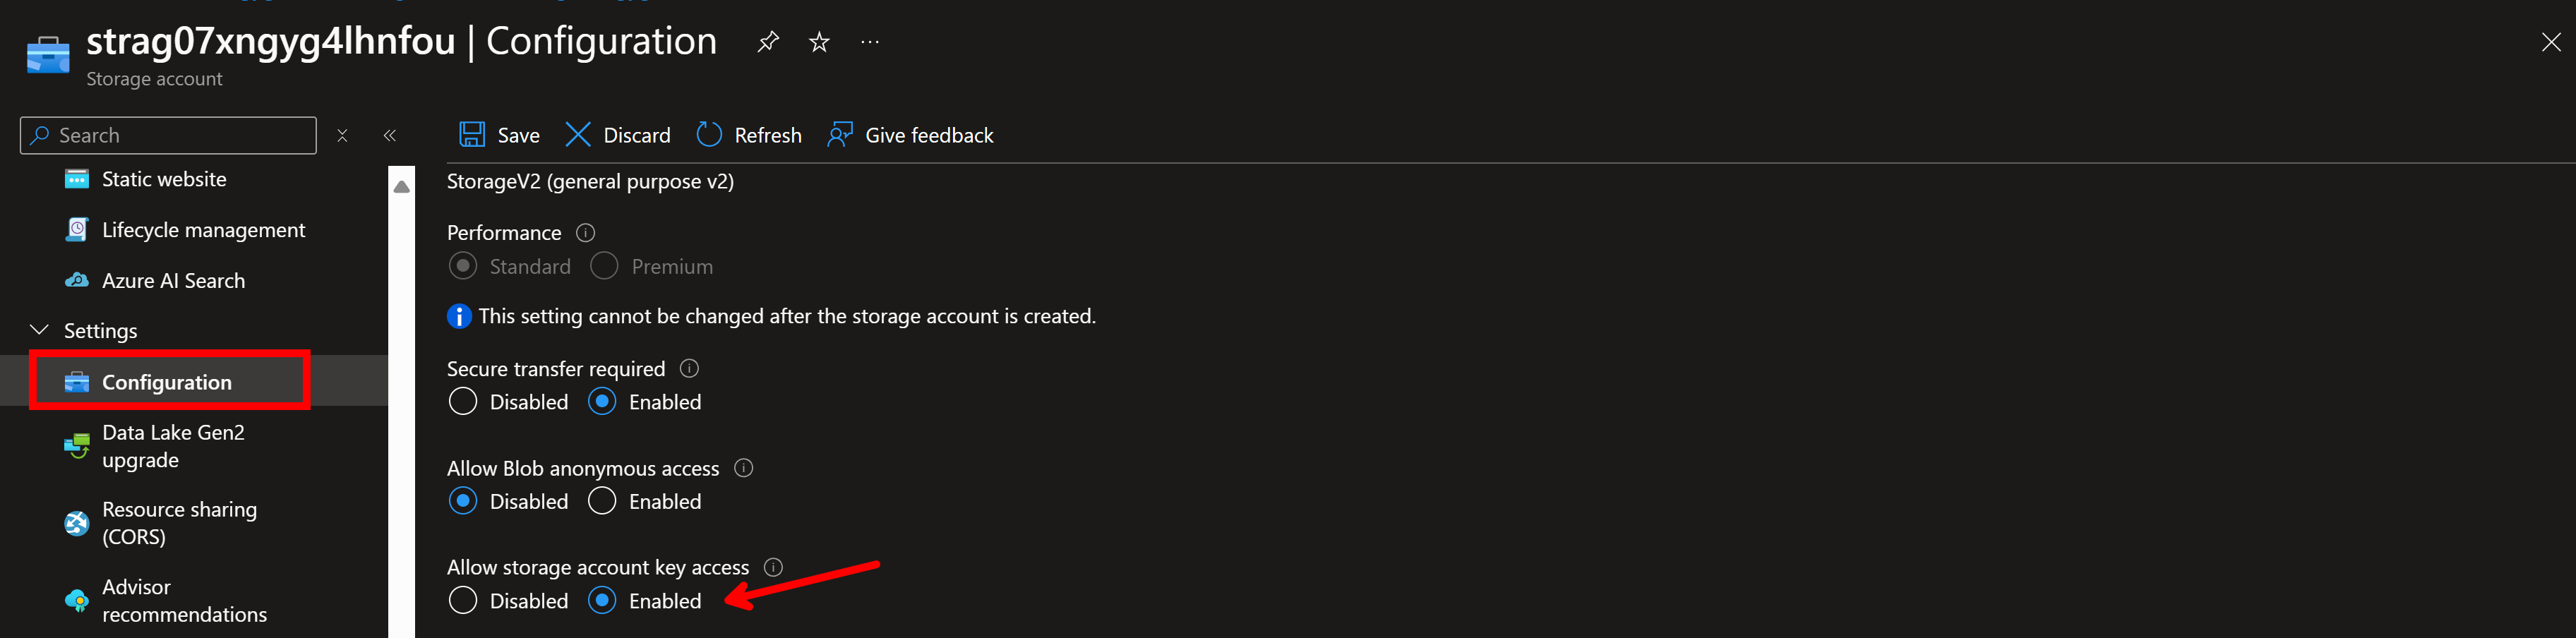 strag07xngyg4lhnfou | Configuration
Storage account
Search
Save
Discard
Refresh
Give feedback
Static website
Lifecycle management
Azure AI Search
Settings
Configuration
Data Lake Gen2
upgrade
Resource sharing
(CORS)
Advisor
recommendations
StorageV2 (general purpose v2)
Performance
Standard
Premium
This setting cannot be changed after the storage account is created.
Secure transfer required
Disabled
Enabled
Allow Blob anonymous access
Disabled
Enabled
Allow storage account key access
Disabled
Enabled